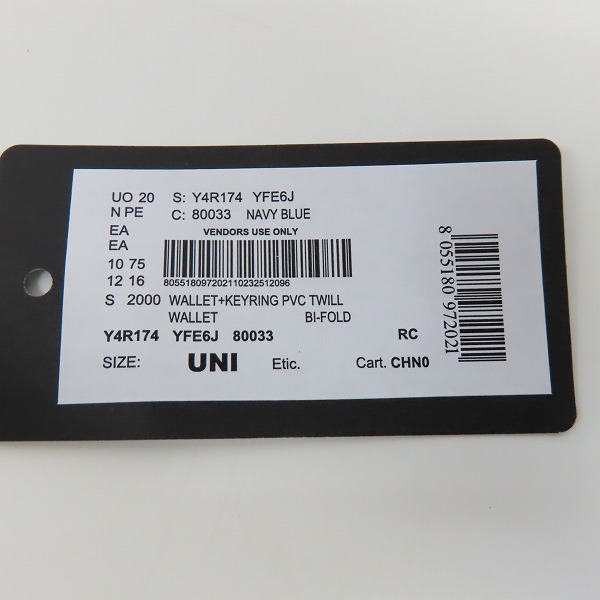 UO 20 S: Y4R174 YFE6J
N PE C: 80033 NAVY BLUE
EA VENDORS USE ONLY
EA
10 75
12 16 805518097202110232512096
S 2000 WALLET+KEYRING PVC TWILL
WALLET BI-FOLD
Y4R174 YFE6J 80033 RC
SIZE: UNI Etic. Cart. CHN0
8 055180 972021